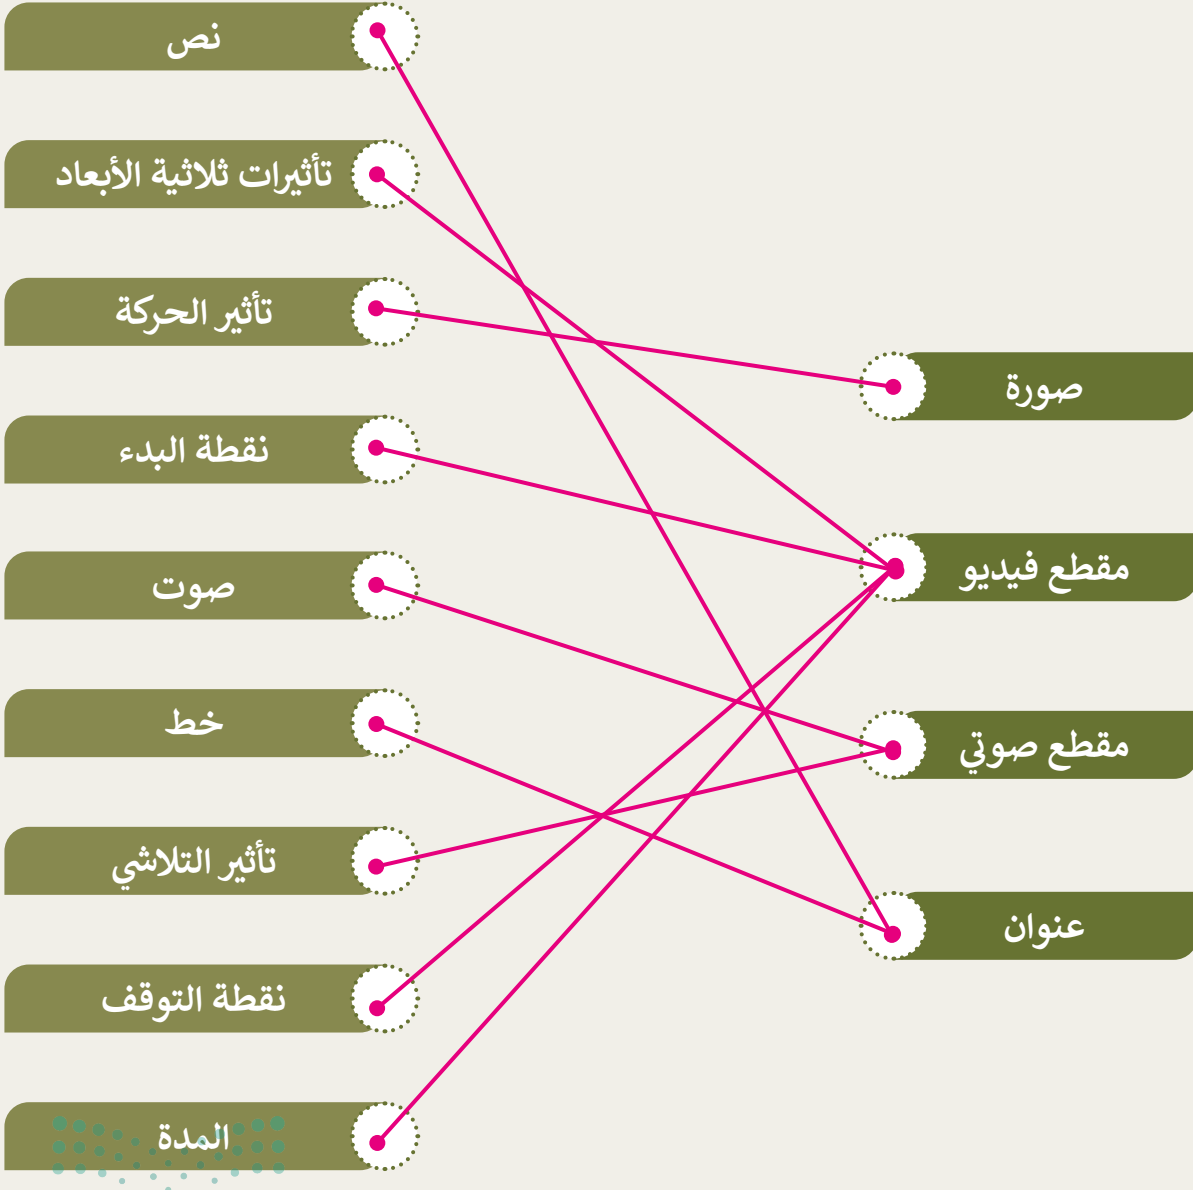 صورة
مقطع فيديو
مقطع صوتي
عنوان
نص
تأثيرات ثلاثية الأبعاد
تأثير الحركة
نقطة البدء
صوت
خط
تأثير التلاشي
نقطة التوقف
المدة